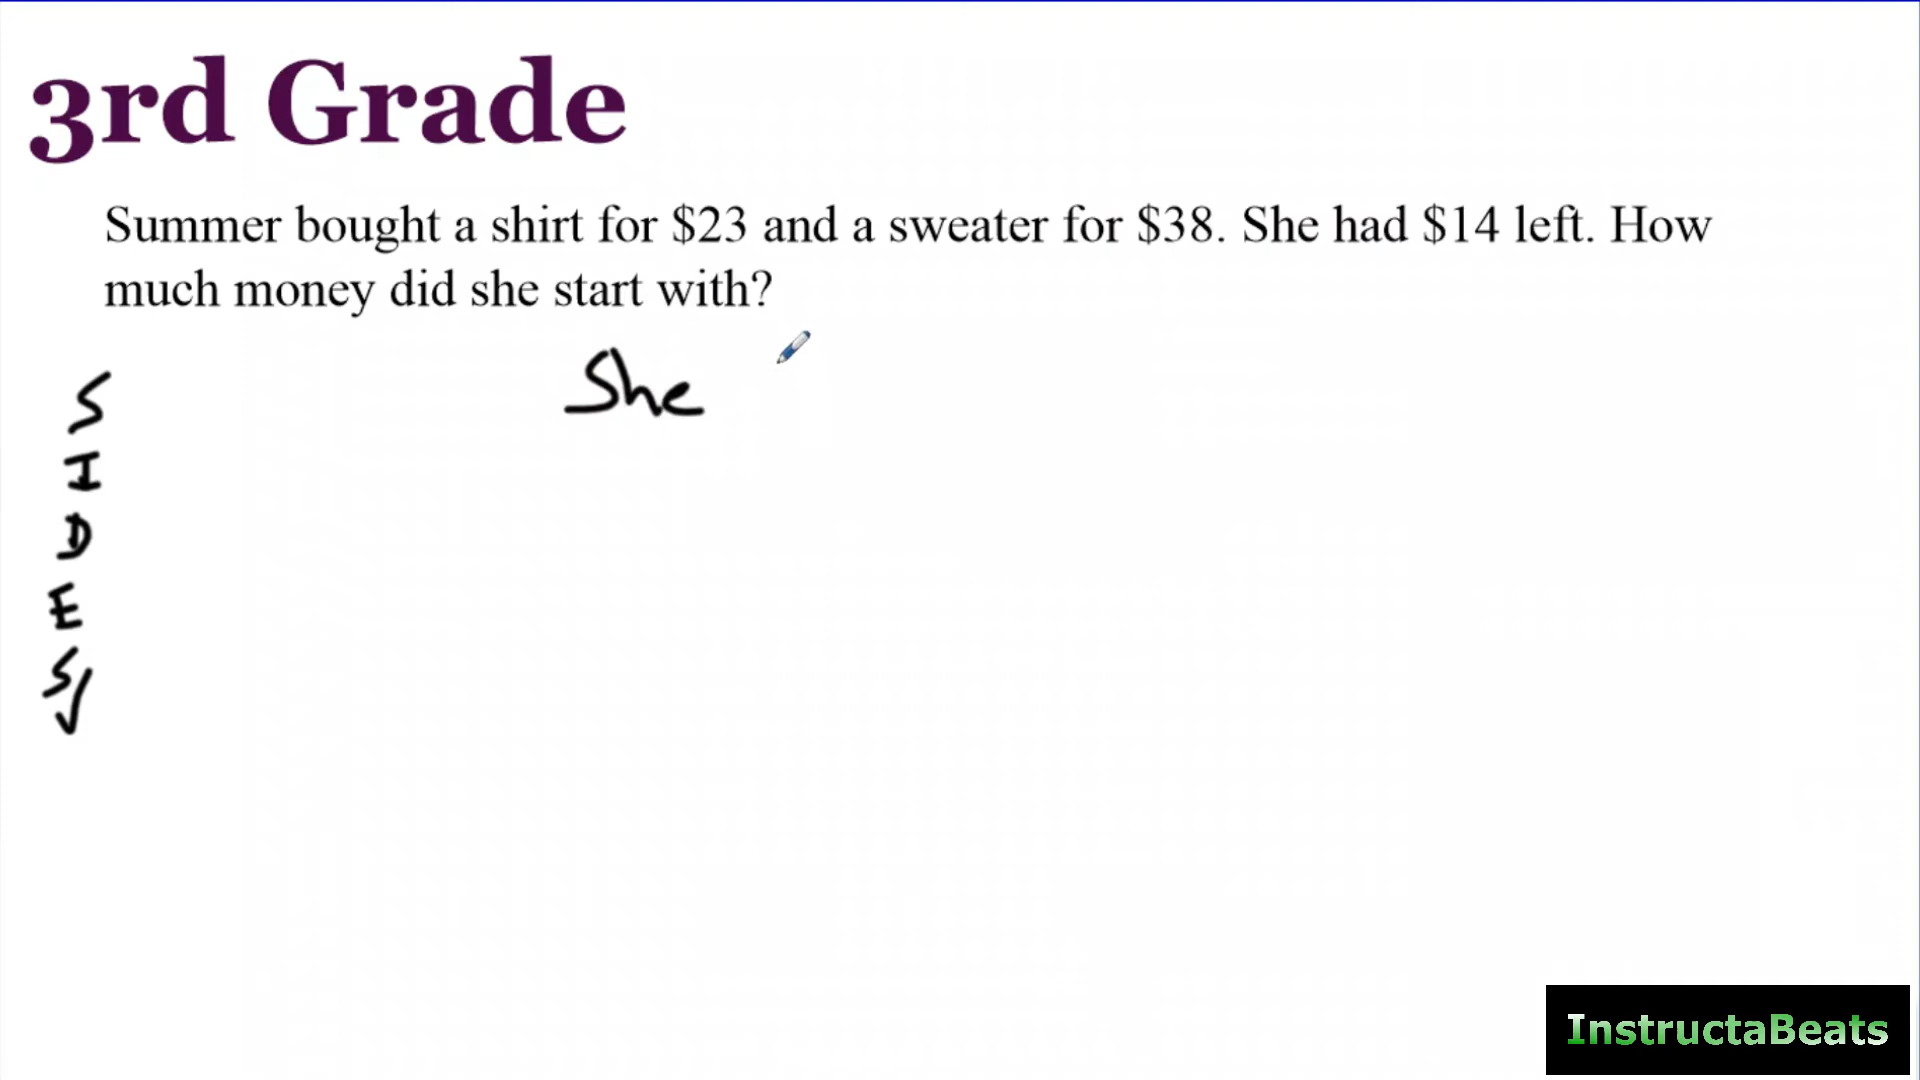 3rd Grade
Summer bought a shirt for $23 and a sweater for $38. She had $14 left. How
much money did she start with?
She
S
I
D
E
S
InstructaBeats